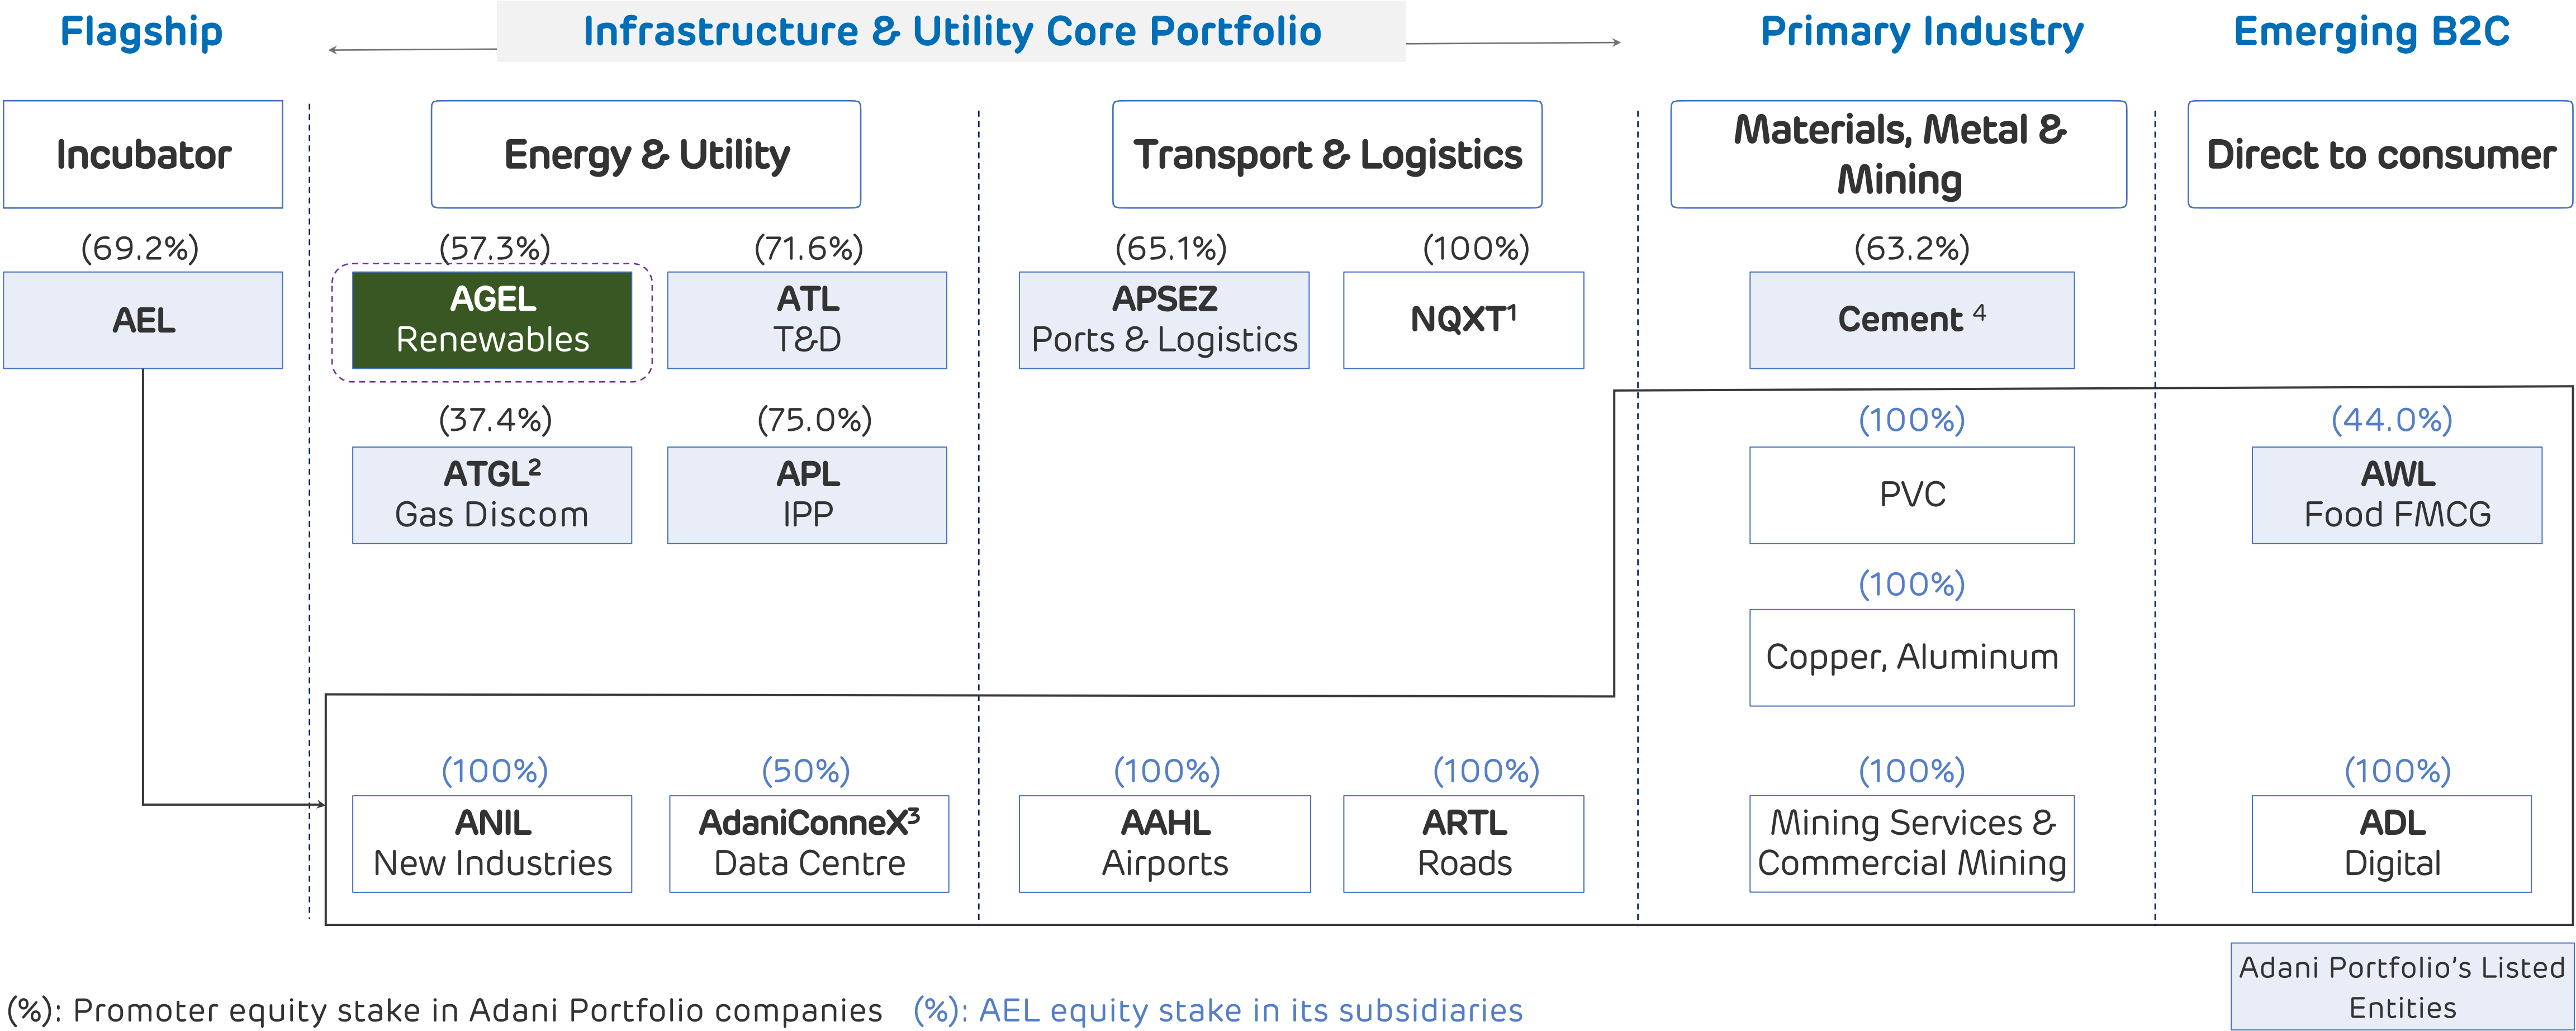 Flagship
Infrastructure & Utility Core Portfolio
Primary Industry
Emerging B2C
Incubator
Energy & Utility
Transport & Logistics
Materials, Metal &
Mining
Direct to consumer
(69.2%)
(57.3%)
(71.6%)
(65.1%)
(100%)
(63.2%)
AEL
AGEL
Renewables
ATL
T&D
APSEZ
Ports & Logistics
NQXT¹
Cement ⁴
(37.4%)
(75.0%)
(100%)
(44.0%)
ATGL²
Gas Discom
APL
IPP
PVC
AWL
Food FMCG
(100%)
Copper, Aluminum
(100%)
(50%)
(100%)
(100%)
(100%)
(100%)
ANIL
New Industries
AdaniConneX³
Data Centre
AAHL
Airports
ARTL
Roads
Mining Services &
Commercial Mining
ADL
Digital
Adani Portfolio's Listed
Entities
(%): Promoter equity stake in Adani Portfolio companies
(%): AEL equity stake in its subsidiaries